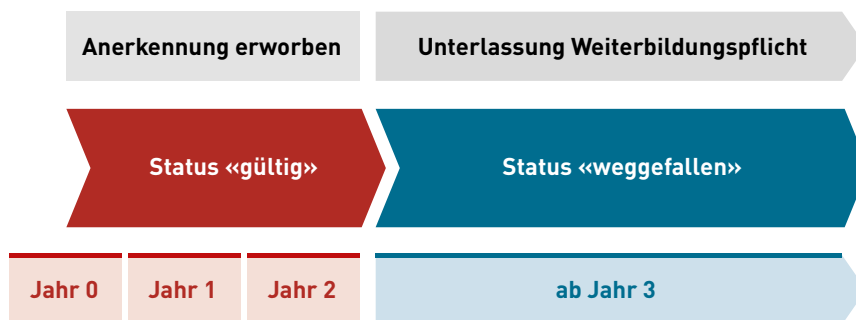 Anerkennung erworben
Unterlassung Weiterbildungspflicht
Status «gültig»
Status «weggefallen»
Jahr 0
Jahr 1
Jahr 2
ab Jahr 3